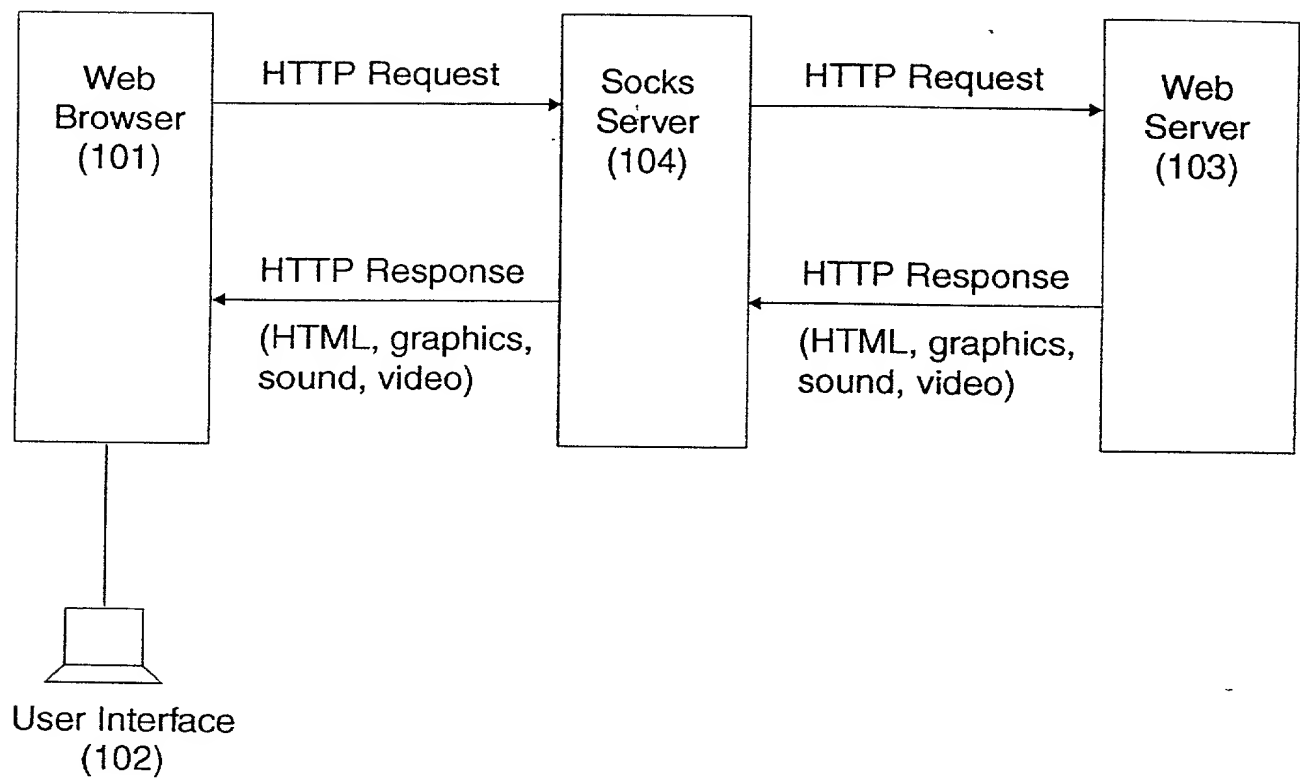 Web
Browser
(101)
HTTP Request
Socks
Server
(104)
HTTP Request
Web
Server
(103)
HTTP Response
(HTML, graphics,
sound, video)
HTTP Response
(HTML, graphics,
sound, video)
User Interface
(102)